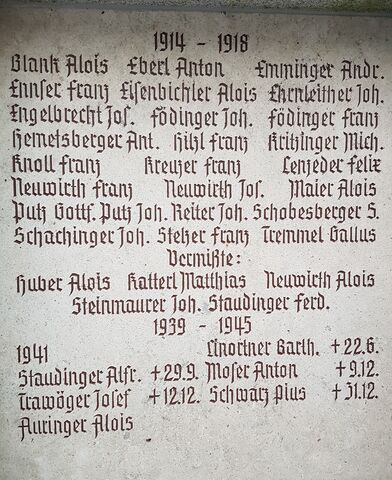 1914 - 1918
Blank Alois Eberl Anton Emminger Andr.
Ennser Franz Eisenbichler Alois Ehrnleither Joh.
Engelbrecht Jos. Födinger Joh. Födinger Franz
Hemetsberger Ant. Hitzl Franz Kritzinger Mich.
Knoll Franz Kreuzer Franz Lenzeder Felix
Neuwirth Franz Neuwirth Jos. Maier Alois
Putz Gottf. Putz Joh. Reiter Joh. Schobesberger S.
Schachinger Joh. Stelzer Franz Tremmel Gallus
Vermißte:
Huber Alois Katterl Matthias Neuwirth Alois
Steinmaurer Joh. Staudinger Ferd.
1939 - 1945
1941 Linortner Barth. +22.6.
Staudinger Alfr. +29.9. Moser Anton +9.12.
Trawöger Josef +12.12. Schwarz Pius +31.12.
Auringer Alois